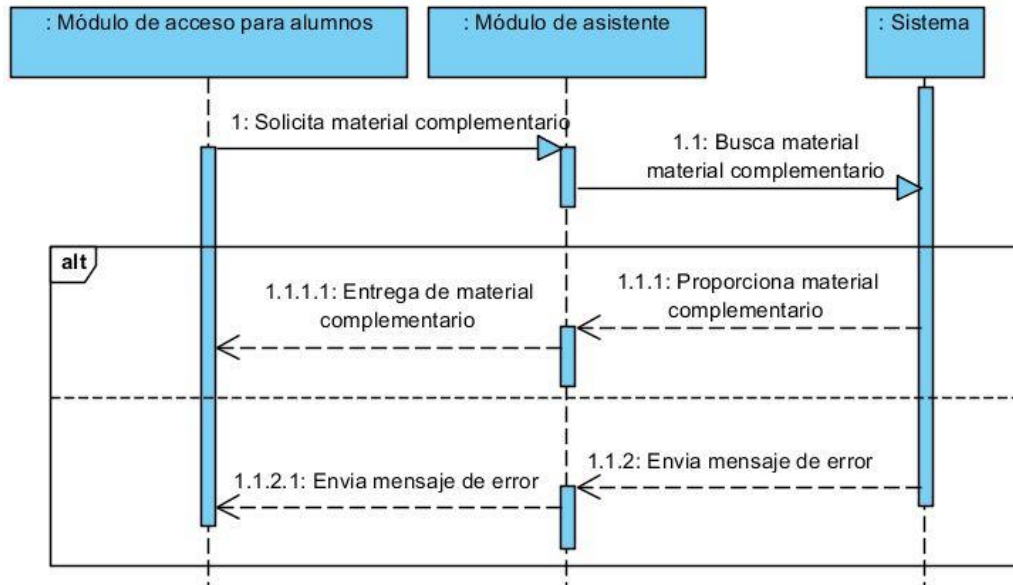 : Módulo de acceso para alumnos
: Módulo de asistente
: Sistema
1: Solicita material complementario
1.1: Busca material
material complementario
alt
1.1.1: Proporciona material
complementario
1.1.1.1: Entrega de material
complementario
1.1.2: Envia mensaje de error
1.1.2.1: Envia mensaje de error